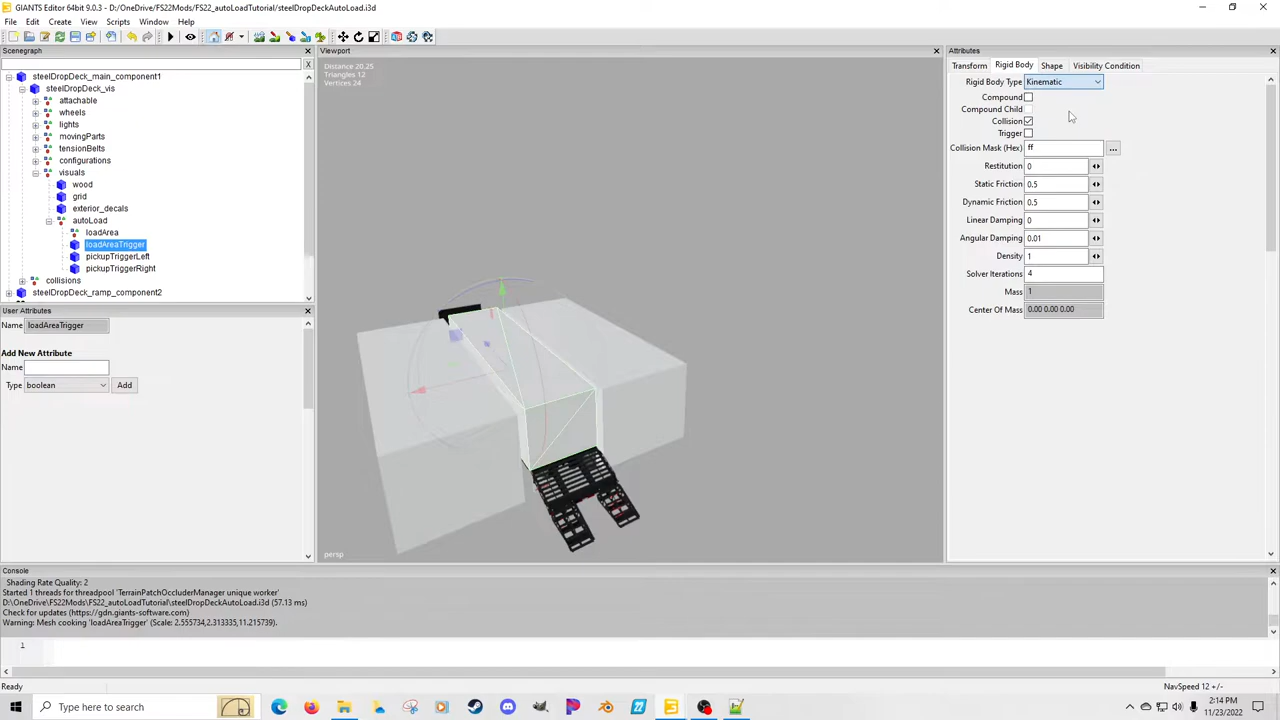 GIANTS Editor 64bit 9.0.3 - D:/OneDrive/FS22Mods/FS22_autoLoadTutorial/steelDropDeckAutoLoad.i3d
File Edit Create View Scripts Window Help
Scenegraph
X
steelDropDeck_main_component1
steelDropDeck_vis
attachable
wheels
lights
movingParts
tensionBelts
configurations
visuals
wood
grid
exterior_decals
autoLoad
loadArea
loadAreaTrigger
pickupTriggerLeft
pickupTriggerRight
collisions
steelDropDeck_ramp_component2
User Attributes
Name loadAreaTrigger
Add New Attribute
Name
Type boolean Add
Viewport
Distance 20.25
Triangles 12
Vertices 24
persp
Attributes
Transform Rigid Body Shape Visibility Condition
Rigid Body Type Kinematic
Compound
Compound Child
Collision
Trigger
Collision Mask (Hex) ff ...
Restitution 0
Static Friction 0.5
Dynamic Friction 0.5
Linear Damping 0
Angular Damping 0.01
Density 1
Solver Iterations 4
Mass 1
Center Of Mass 0.00 0.00 0.00
Console
Shading Rate Quality: 2
Started 1 threads for threadpool 'TerrainPatchOccluderManager unique worker'
D:\OneDrive\FS22Mods\FS22_autoLoadTutorial\steelDropDeckAutoLoad.i3d (57.13 ms)
Check for updates (https://gdn.giants-software.com)
Warning: Mesh cooking 'loadAreaTrigger' (Scale: 2.555734,2.313335,11.215739).
1
Ready
NavSpeed 12 +/-
Type here to search
2:14 PM
11/23/2022